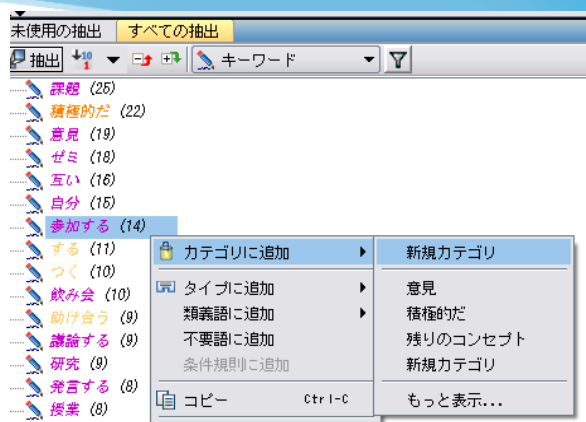 未使用の抽出 すべての抽出
抽出 キーワード
課題 (25)
積極的だ (22)
意見 (19)
ゼミ (18)
互い (16)
自分 (15)
参加する (14)
する (11)
つく (10)
飲み会 (10)
助け合う (9)
議論する (9)
研究 (9)
発言する (8)
授業 (8)
カテゴリに追加
タイプに追加
類義語に追加
不要語に追加
条件規則に追加
コピー Ctrl-C
新規カテゴリ
意見
積極的だ
残りのコンセプト
新規カテゴリ
もっと表示...